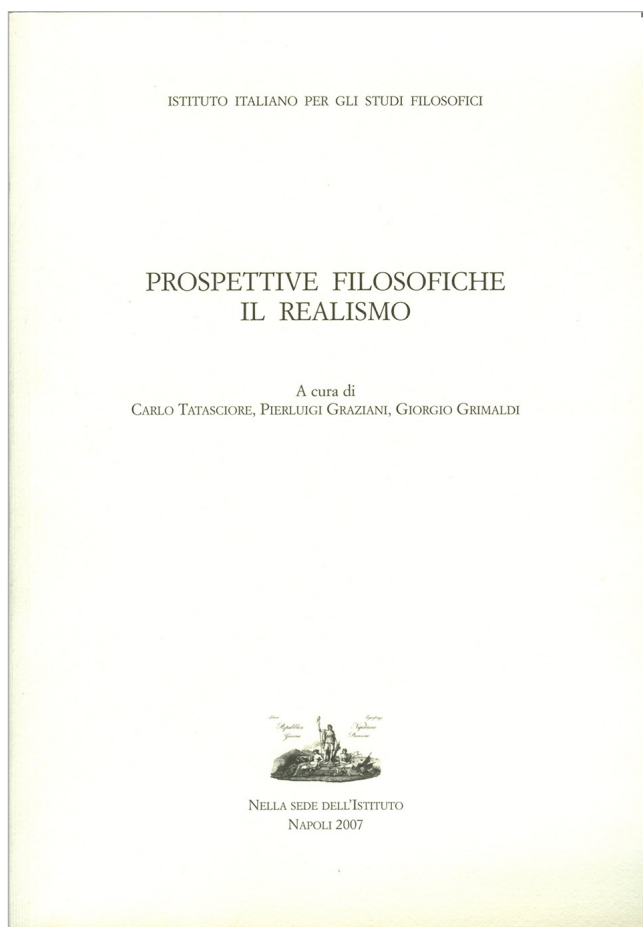 ISTITUTO ITALIANO PER GLI STUDI FILOSOFICI
PROSPETTIVE FILOSOFICHE
IL REALISMO
A cura di
CARLO TATASCIORE, PIERLUIGI GRAZIANI, GIORGIO GRIMALDI
Repubblica
NELLA SEDE DELL'ISTITUTO
NAPOLI 2007